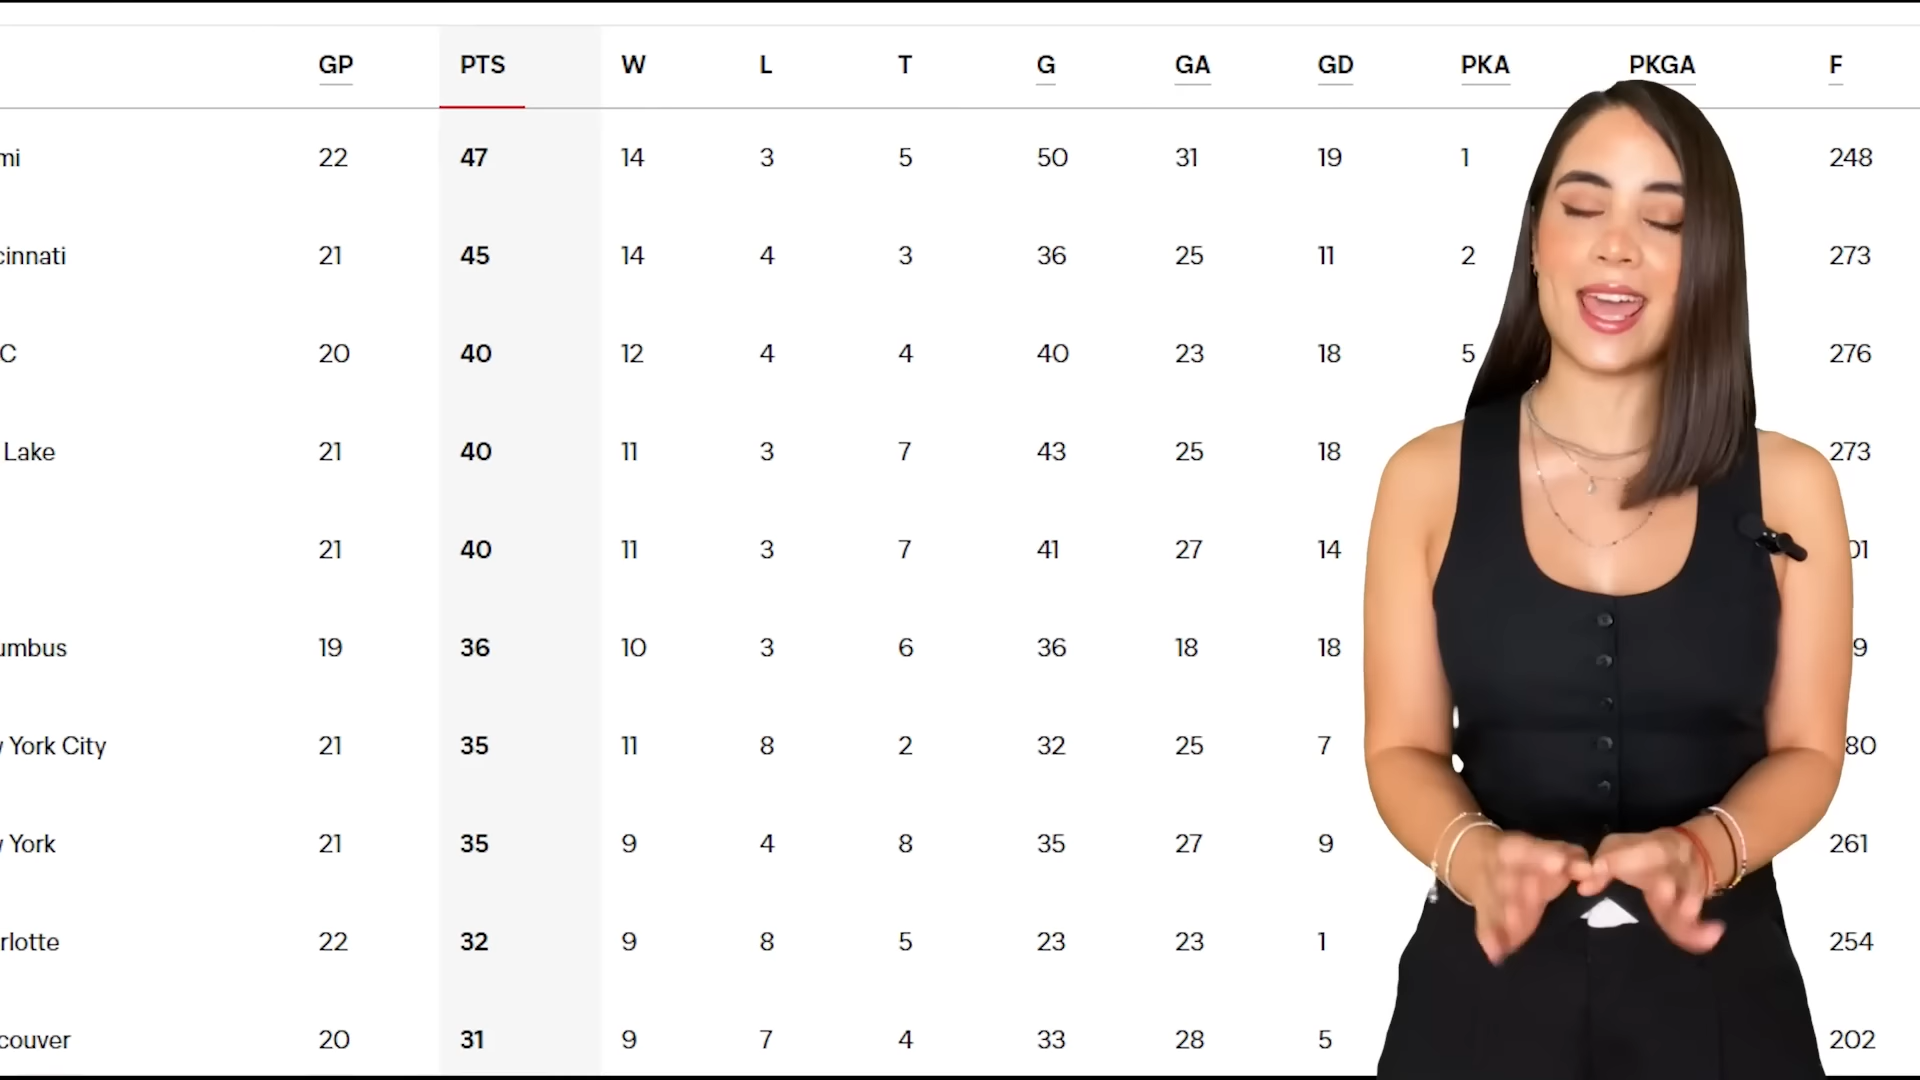 GP PTS W L T G GA GD PKA PKGA F
mi 22 47 14 3 5 50 31 19 1 248
cinnati 21 45 14 4 3 36 25 11 2 273
C 20 40 12 4 4 40 23 18 5 276
Lake 21 40 11 3 7 43 25 18 273
21 40 11 3 7 41 27 14 01
umbus 19 36 10 3 6 36 18 18 9
York City 21 35 11 8 2 32 25 7 80
York 21 35 9 4 8 35 27 9 261
rlotte 22 32 9 8 5 23 23 1 254
couver 20 31 9 7 4 33 28 5 202